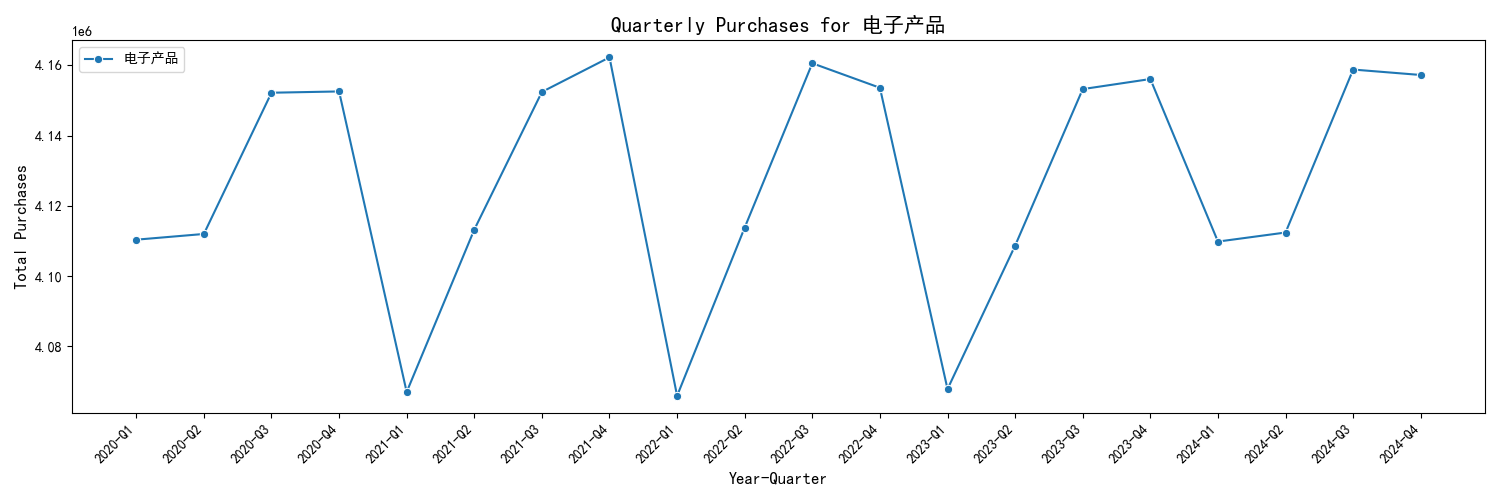 Quarterly Purchases for 电子产品
1e6
电子产品
4.16
4.14
4.12
4.10
4.08
Total Purchases
2020-Q1
2020-Q2
2020-Q3
2020-Q4
2021-Q1
2021-Q2
2021-Q3
2021-Q4
2022-Q1
2022-Q2
2022-Q3
2022-Q4
2023-Q1
2023-Q2
2023-Q3
2023-Q4
2024-Q1
2024-Q2
2024-Q3
2024-Q4
Year-Quarter